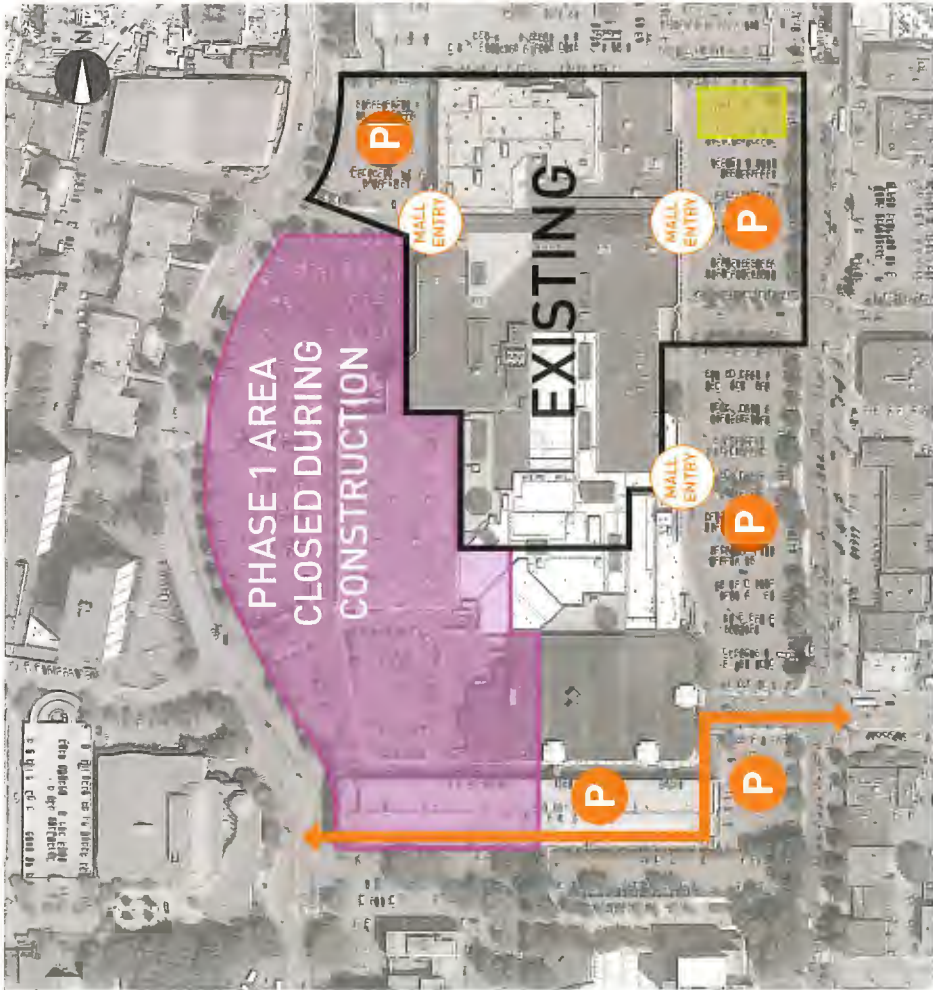 N
P
MALL
ENTRY
PHASE 1 AREA
CLOSED DURING
CONSTRUCTION
EXISTING
MALL
ENTRY
P
MALL
ENTRY
P
P
P